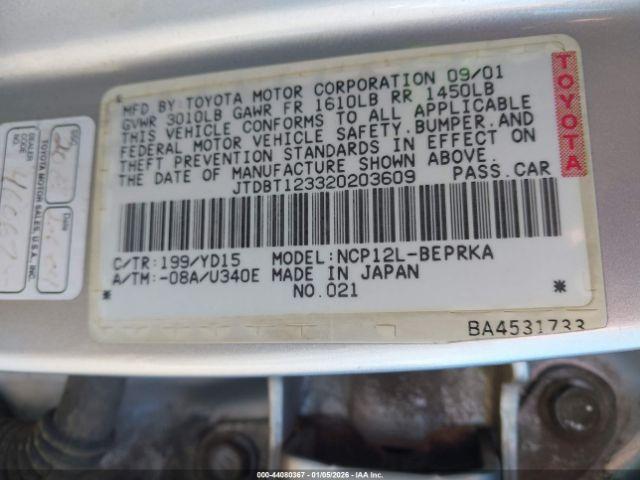 MFD BY:TOYOTA MOTOR CORPORATION 09/01
GVWR 3010LB GAWR FR 1610LB RR 1450LB
THIS VEHICLE CONFORMS TO ALL APPLICABLE
FEDERAL MOTOR VEHICLE SAFETY,BUMPER,AND
THEFT PREVENTION STANDARDS IN EFFECT ON
THE DATE OF MANUFACTURE SHOWN ABOVE.
JTDBT123320203609 PASS.CAR
C/TR:199/YD15 MODEL:NCP12L-BEPRKA
A/TM:-08A/U340E MADE IN JAPAN
* NO.021 *
BA4531733
TOYOTA
DEALER CODE
Date
TOYOTA MOTOR SALES, U.S.A., INC.
000-44080367 - 01/05/2026 - IAA Inc.